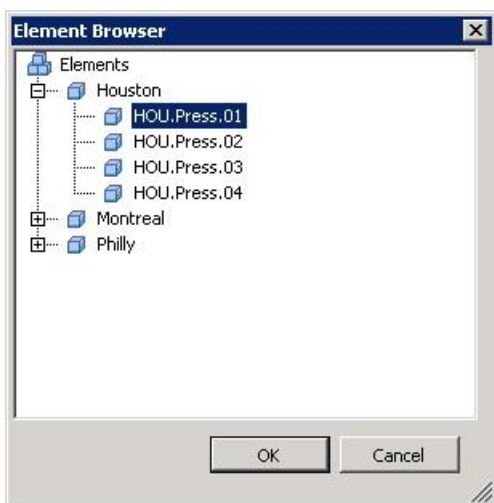 Element Browser
Elements
Houston
HOU.Press.01
HOU.Press.02
HOU.Press.03
HOU.Press.04
Montreal
Philly
OK Cancel